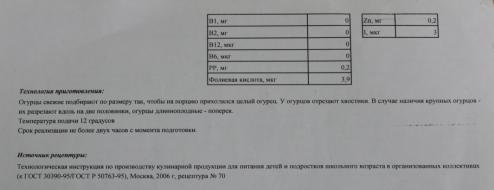 B1, мг 0 Zn, мг 0,2
B2, мг 0 I, мкг 3
B12, мкг 0
B6, мкг 0
PP, мг 0,2
Фолиевая кислота, мкг 3,9
Технология приготовления:
Огурцы свежие подбирают по размеру так, чтобы на порцию приходился целый огурец. У огурцов отрезают хвостики. В случае наличия крупных огурцов -
их разрезают вдоль на две половинки, огурцы длинноплодные - поперек.
Температура подачи 12 градусов
Срок реализации не более двух часов с момента подготовки.
Источник рецептуры:
Технологическая инструкция по производству кулинарной продукции для питания детей и подростков школьного возраста в организованных коллективах
(к ГОСТ 30390-95/ГОСТ Р 50763-95), Москва, 2006 г, рецептура № 70